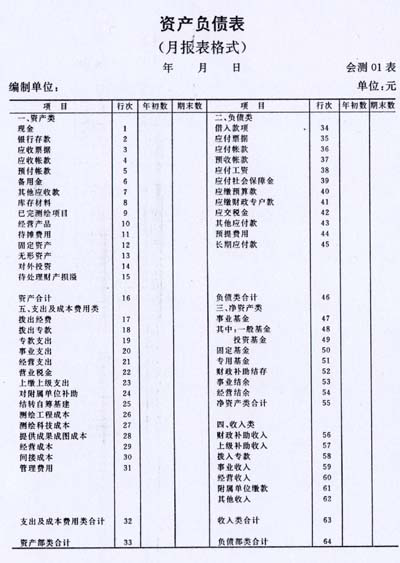 资产负债表
（月报表格式）
年 月 日 会测 01 表
编制单位： 单位：元
项 目 行次 年初数 期末数 项 目 行次 年初数 期末数
一、资产类 二、负债类
现金 1 借入款项 34
银行存款 2 应付票据 35
应收票据 3 应付帐款 36
应收帐款 4 预收帐款 37
预付帐款 5 应付工资 38
备用金 6 应付社会保障金 39
其他应收款 7 应缴预算款 40
库存材料 8 应缴财政专户款 41
已完测绘项目 9 应交税金 42
经营产品 10 其他应付款 43
待摊费用 11 预提费用 44
固定资产 12 长期应付款 45
无形资产 13
对外投资 14
待处理财产损溢 15
资产合计 16 负债类合计 46
五、支出及成本费用类 三、净资产类
拨出经费 17 事业基金 47
拨出专款 18 其中：一般基金 48
专款支出 19 投资基金 49
事业支出 20 固定基金 50
经营支出 21 专用基金 51
营业税金 22 财政补助结存 52
上缴上级支出 23 事业结余 53
对附属单位补助 24 经营结余 54
结转自筹基建 25 净资产类合计 55
测绘工程成本 26
测绘科技成本 27 四、收入类
提供成果成图成本 28 财政补助收入 56
经营成本 29 上级补助收入 57
间接成本 30 拨入专款 58
管理费用 31 事业收入 59
经营收入 60
附属单位缴款 61
其他收入 62
支出及成本费用类合计 32 收入类合计 63
资产部类合计 33 负债部类合计 64